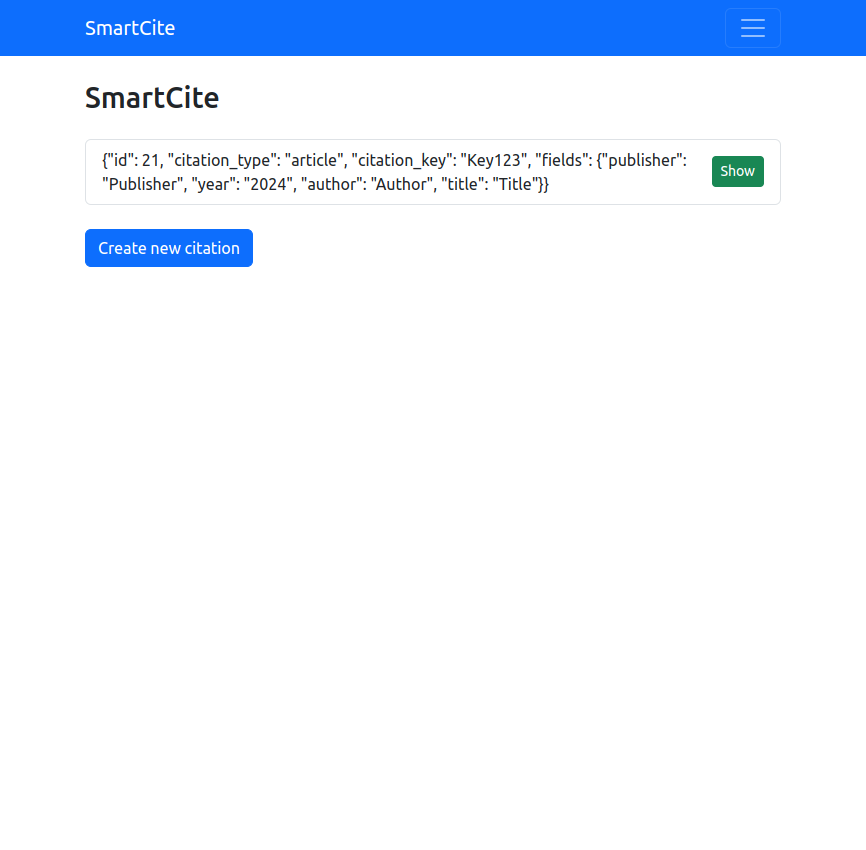 SmartCite
SmartCite
{"id": 21, "citation_type": "article", "citation_key": "Key123", "fields": {"publisher":
"Publisher", "year": "2024", "author": "Author", "title": "Title"}}
Show
Create new citation